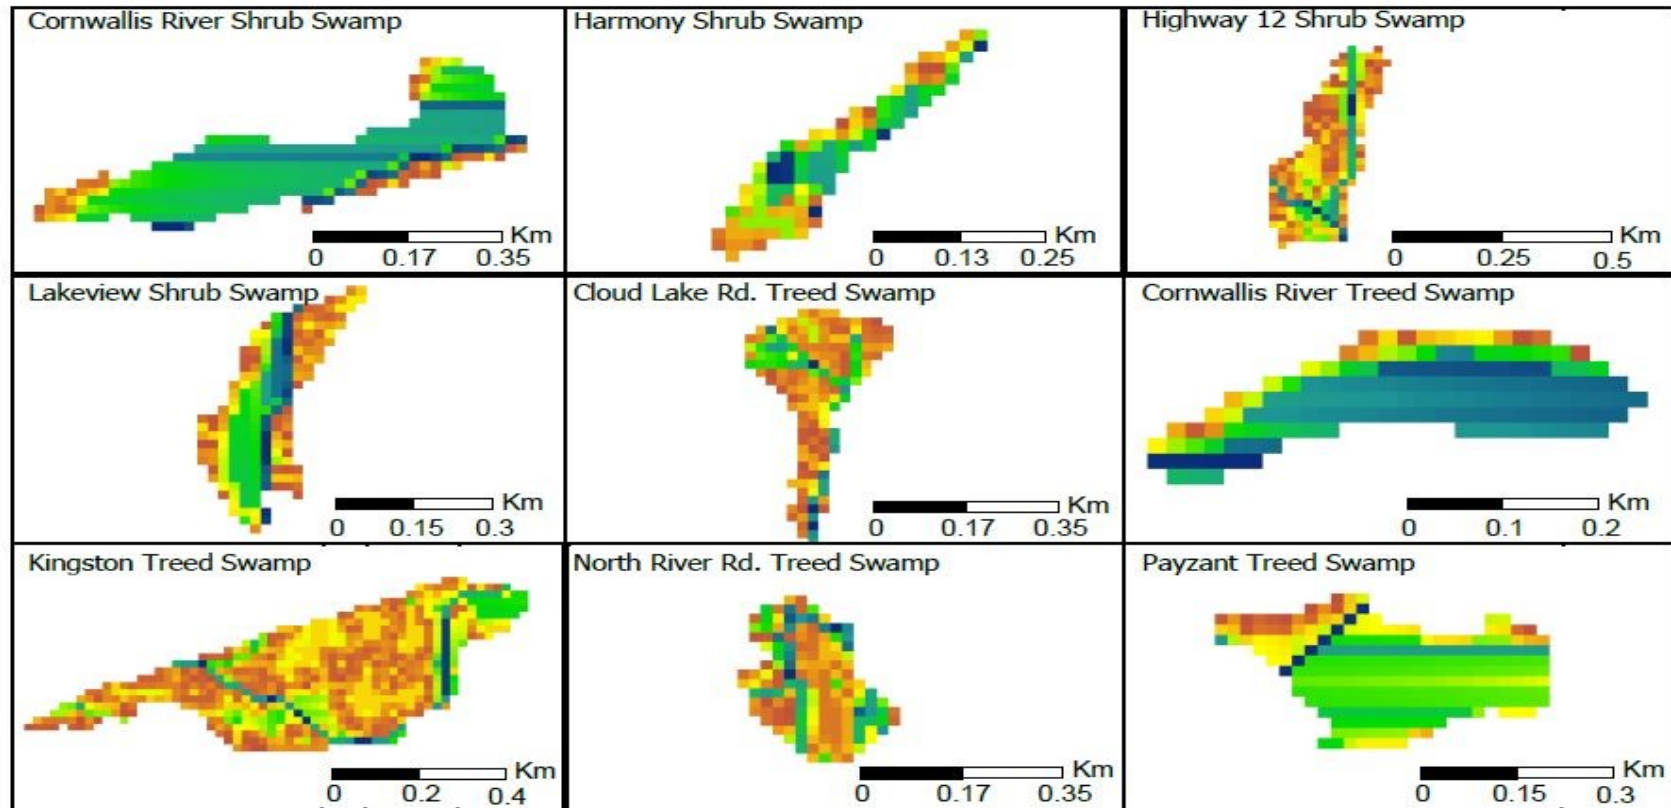 Cornwallis River Shrub Swamp
Km
0 0.17 0.35
Harmony Shrub Swamp
Km
0 0.13 0.25
Highway 12 Shrub Swamp
Km
0 0.25 0.5
Lakeview Shrub Swamp
Km
0 0.15 0.3
Cloud Lake Rd. Treed Swamp
Km
0 0.17 0.35
Cornwallis River Treed Swamp
Km
0 0.1 0.2
Kingston Treed Swamp
Km
0 0.2 0.4
North River Rd. Treed Swamp
Km
0 0.17 0.35
Payzant Treed Swamp
Km
0 0.15 0.3